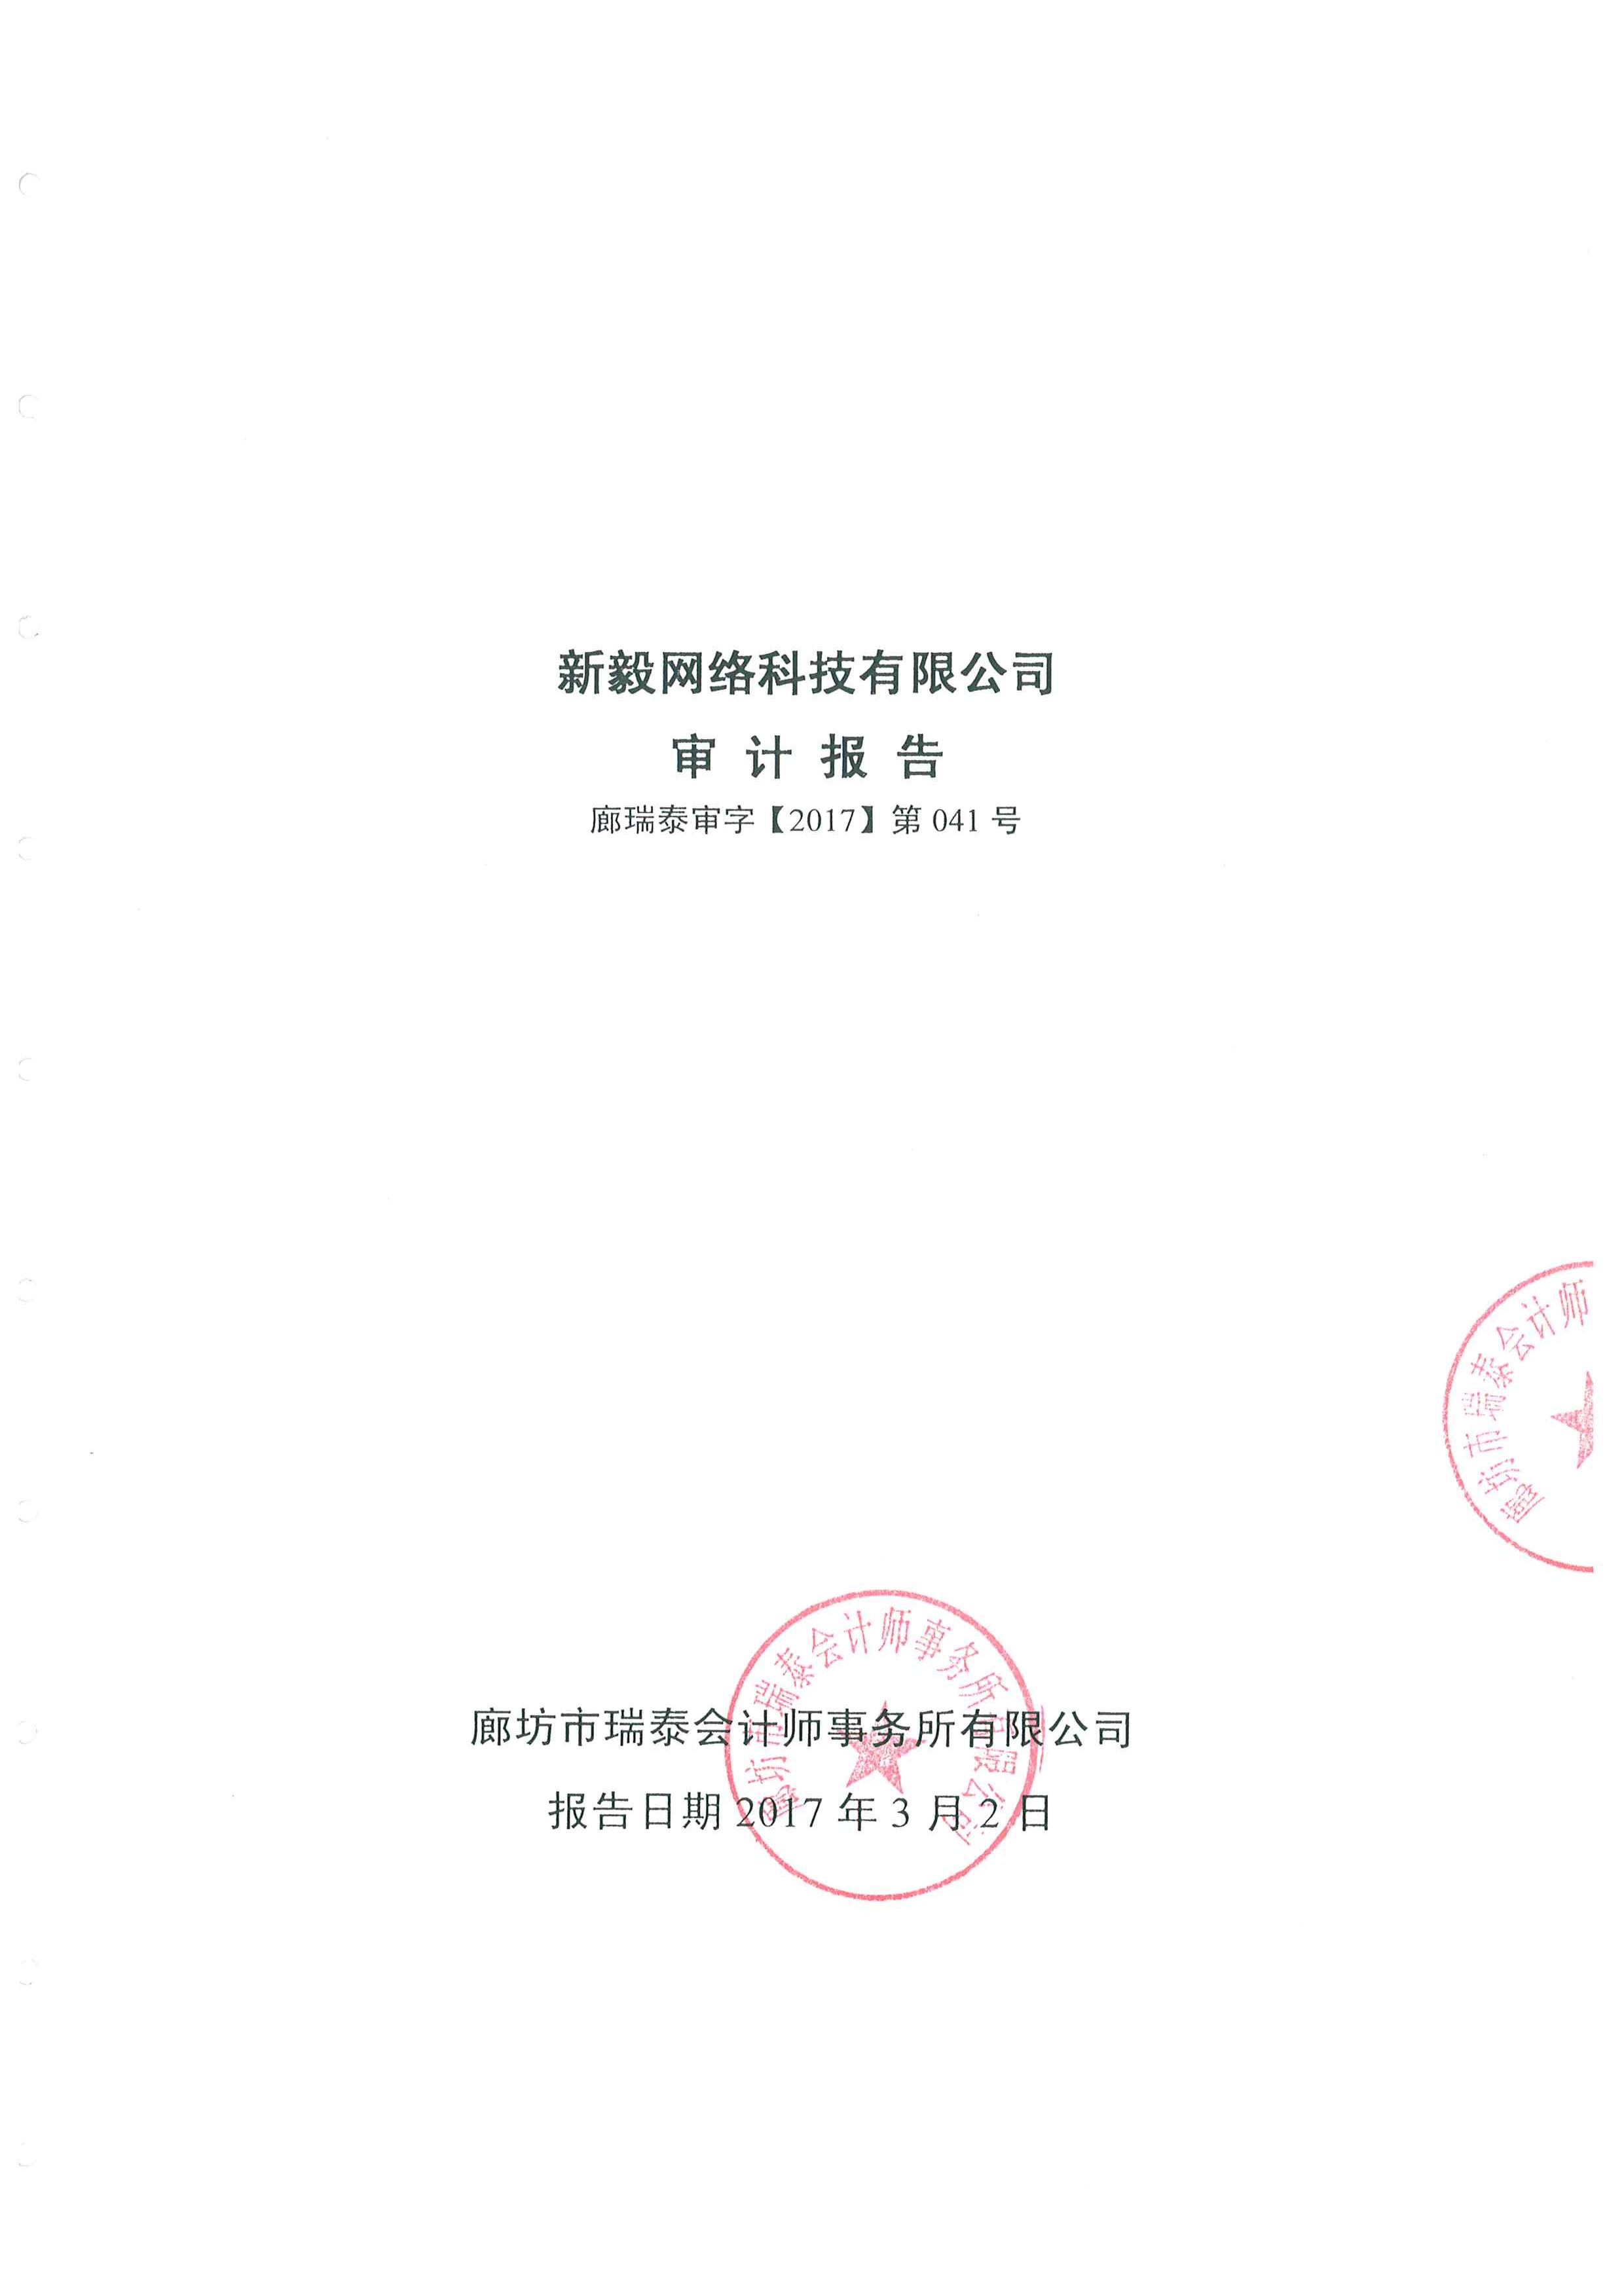 新毅网络科技有限公司
审 计 报 告
廊瑞泰审字【2017】第 041 号
廊坊市瑞泰会计师
廊坊市瑞泰会计师事务所有限公司
廊坊市瑞泰会计师事务所有限公司
报告日期 2017 年 3 月 2 日